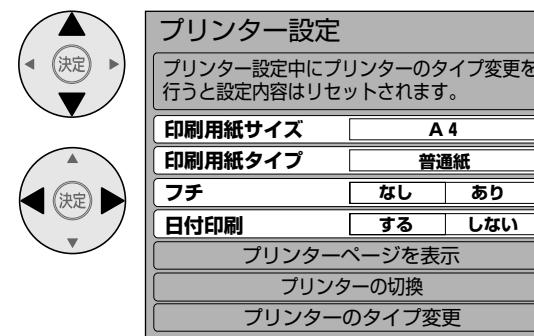 プリンター設定
決定
プリンター設定中にプリンターのタイプ変更を
行うと設定内容はリセットされます。
印刷用紙サイズ A4
印刷用紙タイプ 普通紙
決定
フチ なし あり
日付印刷 する しない
プリンターページを表示
プリンターの切換
プリンターのタイプ変更